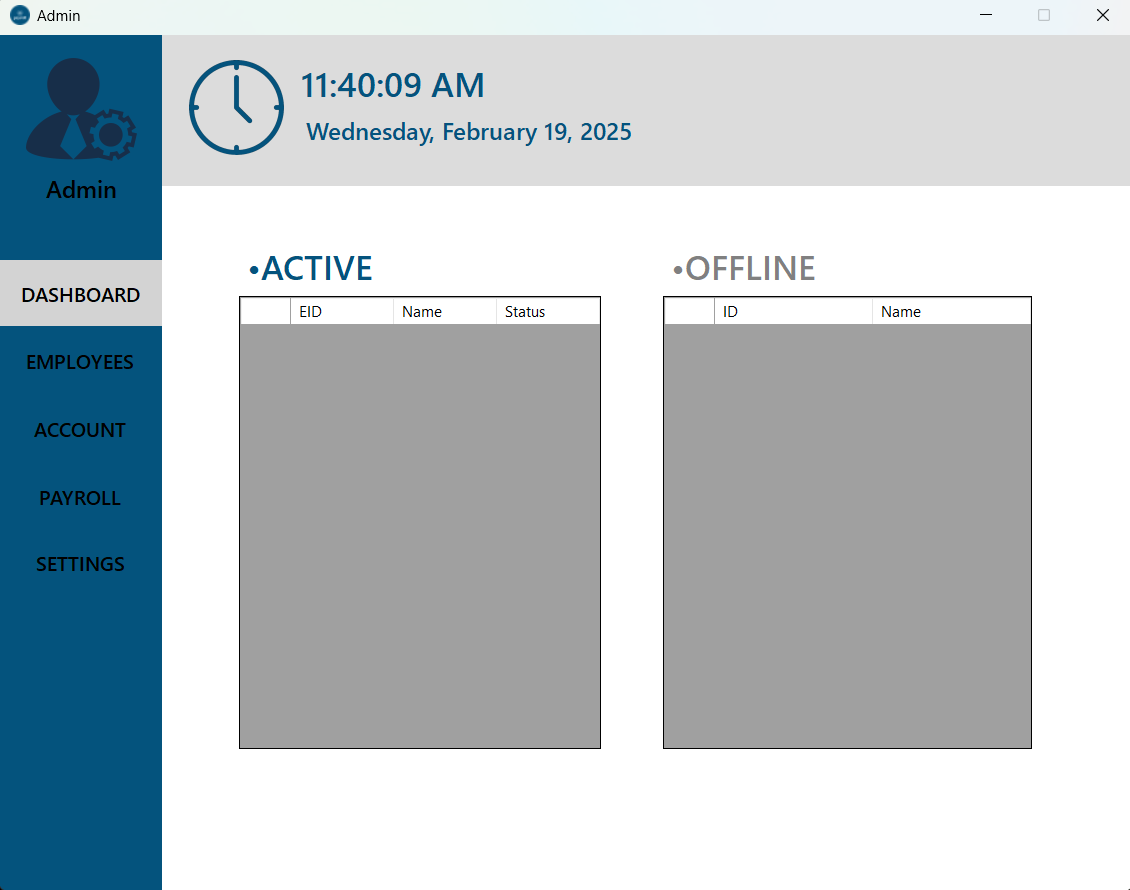 Admin
11:40:09 AM
Wednesday, February 19, 2025
Admin
DASHBOARD
EMPLOYEES
ACCOUNT
PAYROLL
SETTINGS
•ACTIVE
EID Name Status
•OFFLINE
ID Name